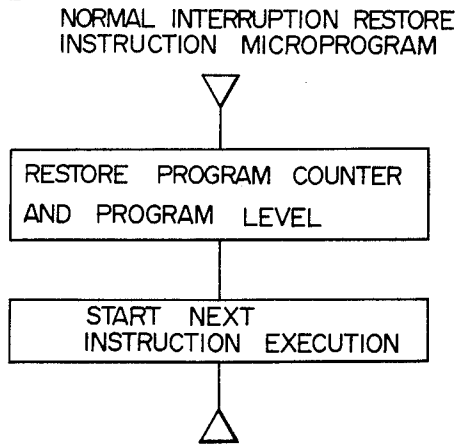 NORMAL INTERRUPTION RESTORE
INSTRUCTION MICROPROGRAM
RESTORE PROGRAM COUNTER
AND PROGRAM LEVEL
START NEXT
INSTRUCTION EXECUTION